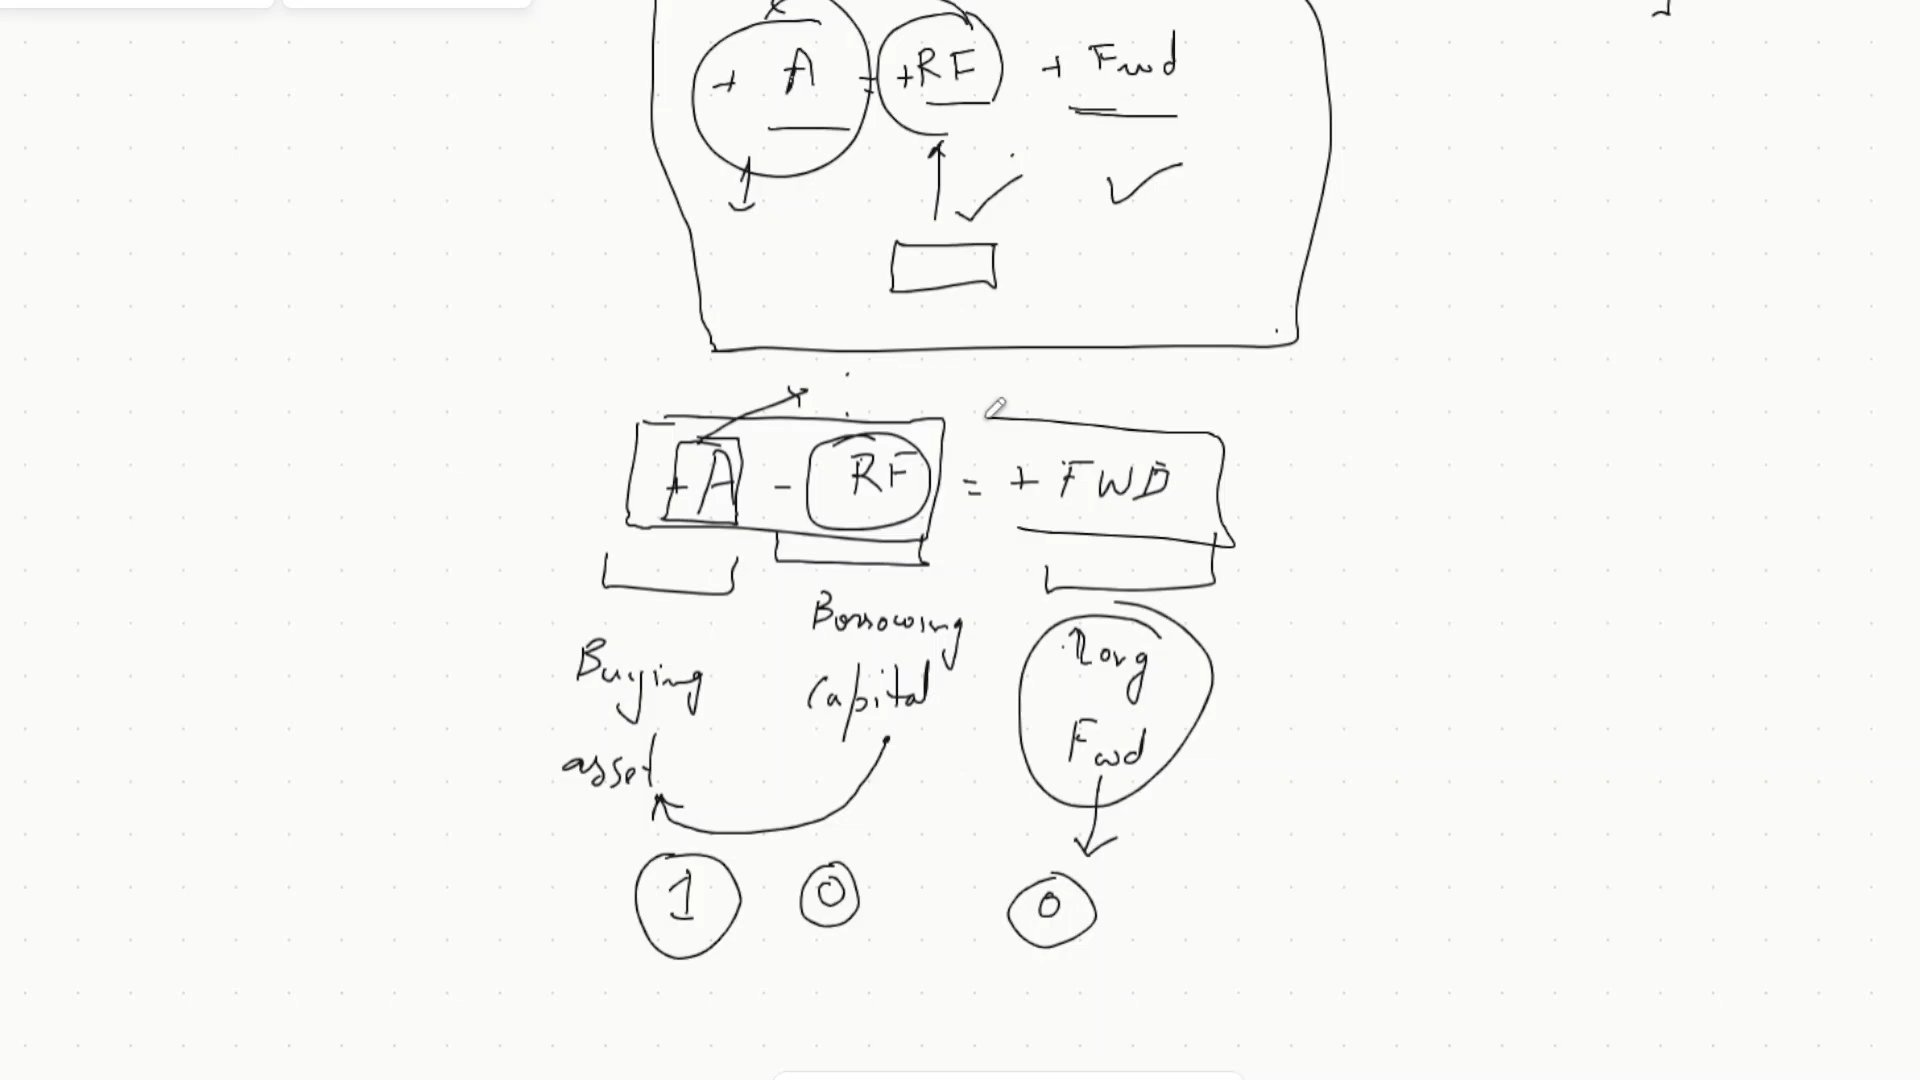 + A = +RF + Fwd
+A - RF = + FWD
Borrowing
Capital
Buying
asset
Long
Fwd
1 0 0